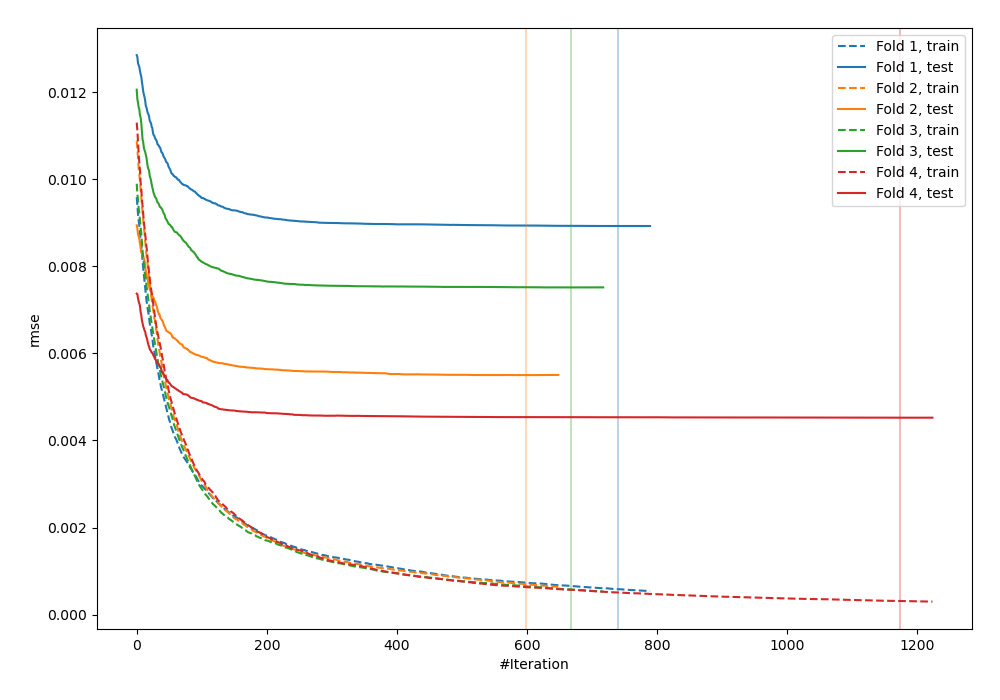 Fold 1, train
Fold 1, test
Fold 2, train
Fold 2, test
Fold 3, train
Fold 3, test
Fold 4, train
Fold 4, test
0.012
0.010
0.008
0.006
0.004
0.002
0.000
rmse
0 200 400 600 800 1000 1200
#Iteration